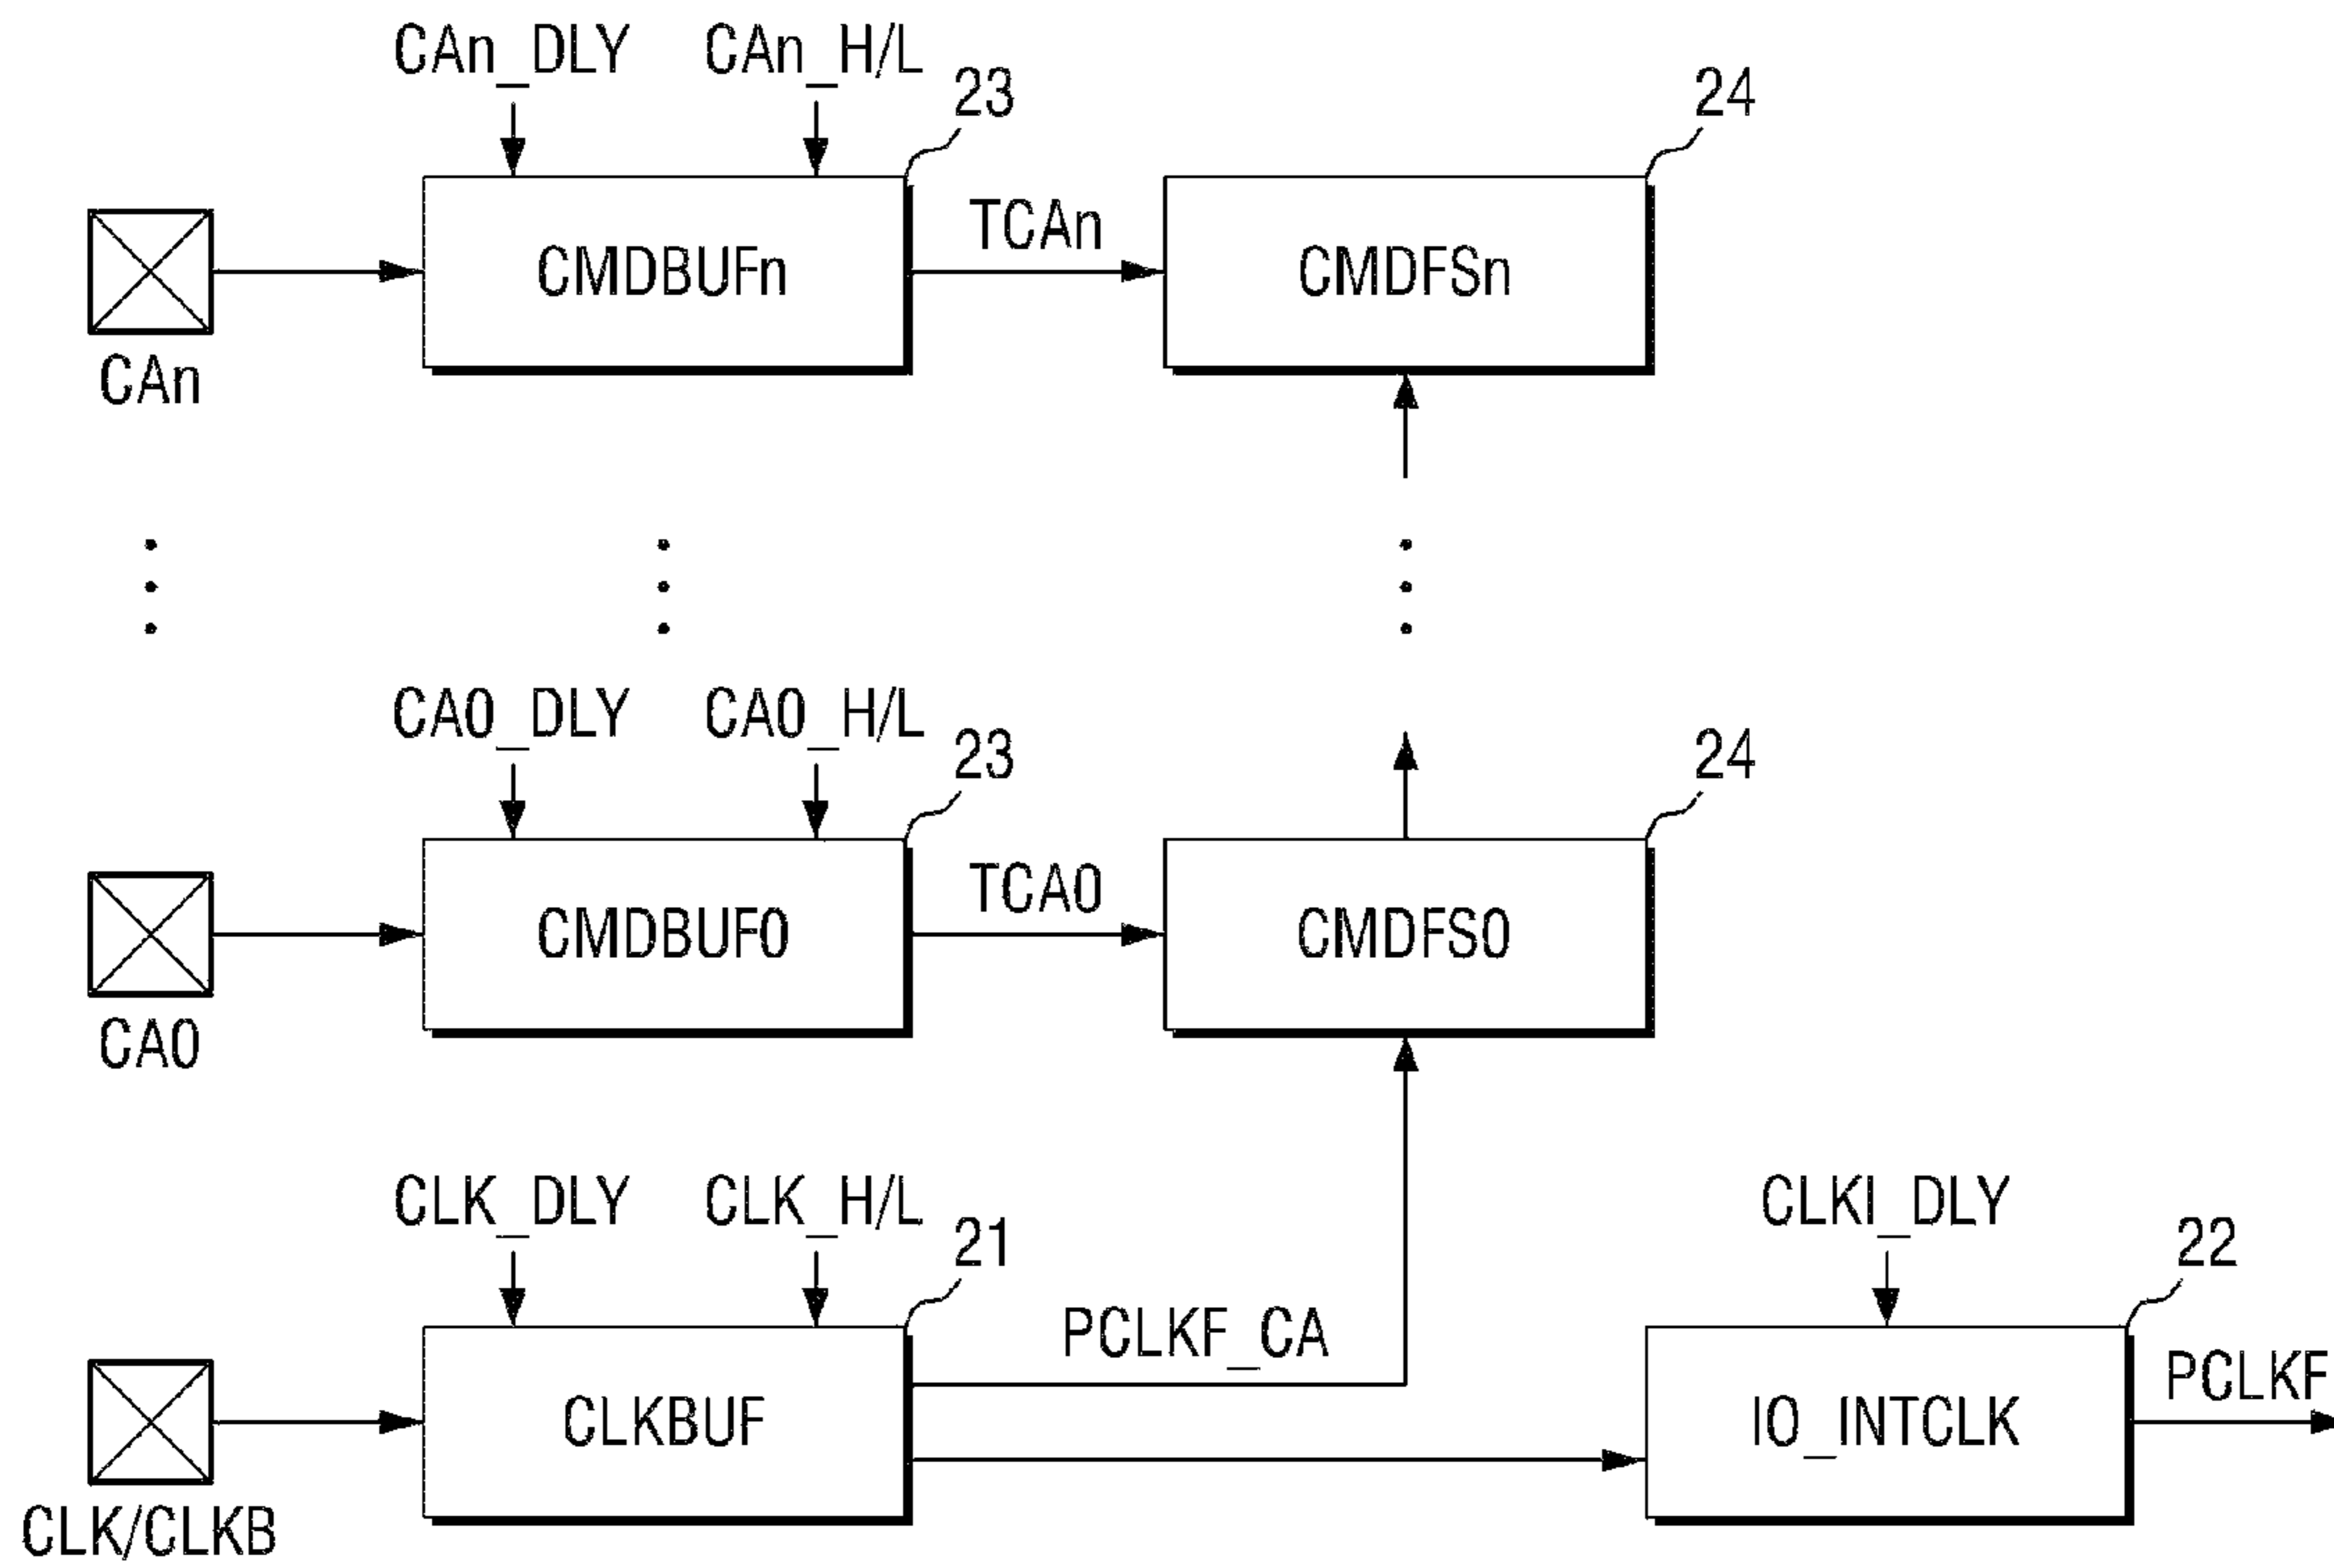 CAn_DLY CAn_H/L
23
24
TCAn
CMDBUFn
CMDFSn
CAn
CA0_DLY CA0_H/L
23
24
TCA0
CMDBUF0
CMDFS0
CA0
CLK_DLY CLK_H/L
21
CLKI_DLY
22
PCLKF_CA
PCLKF
CLKBUF
IO_INTCLK
CLK/CLKB